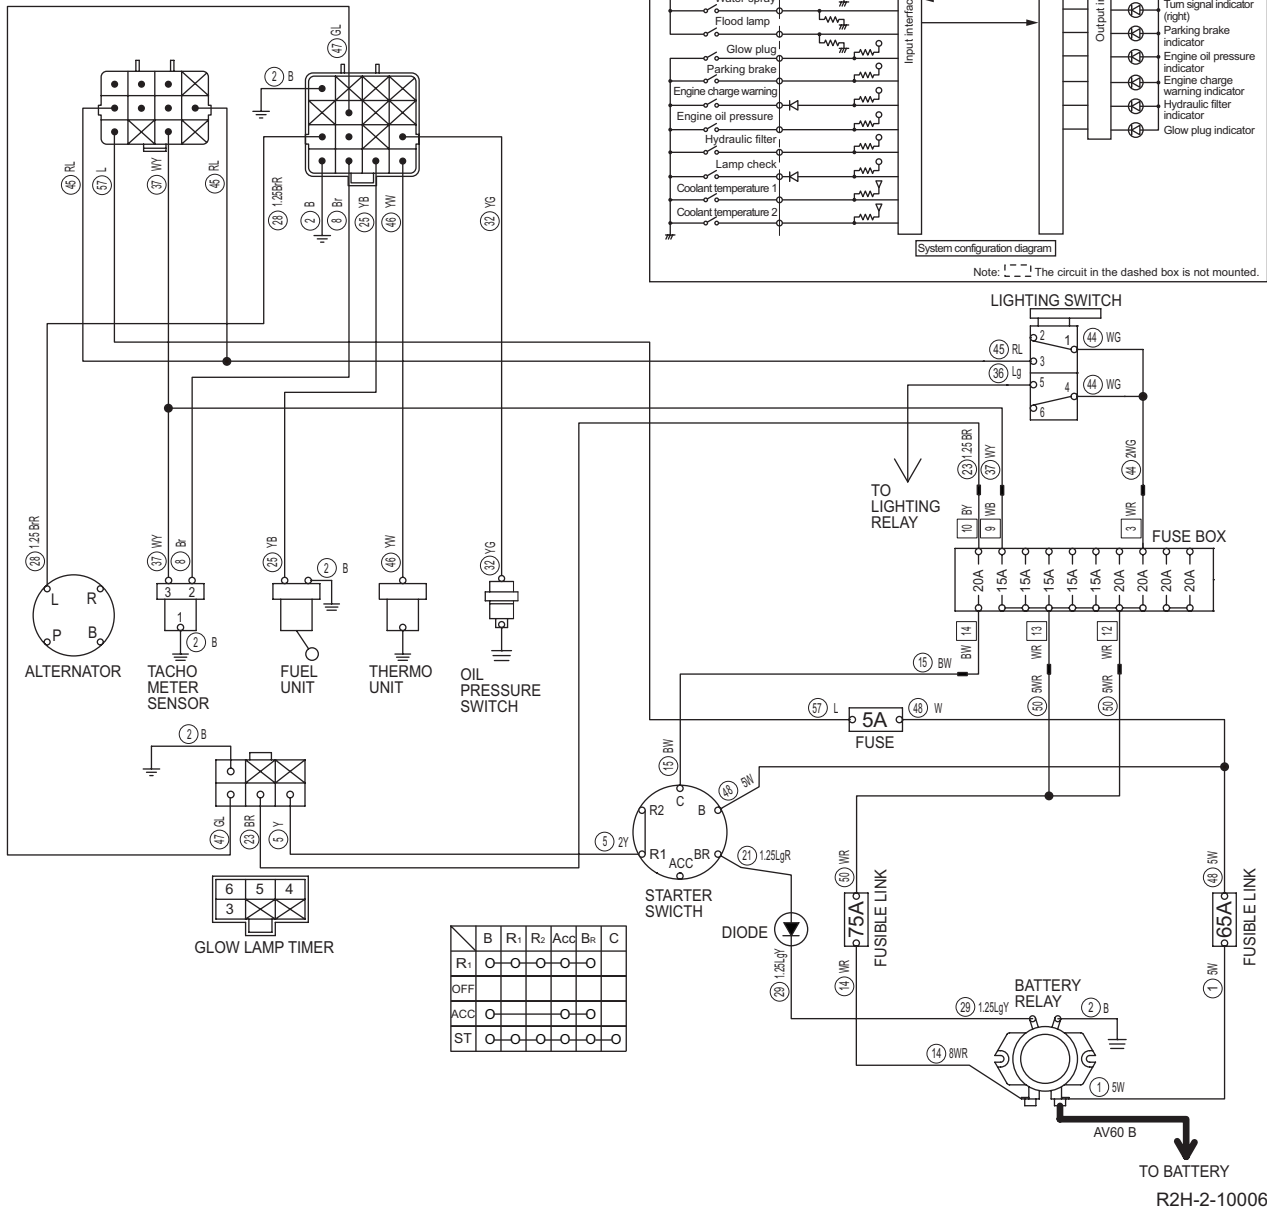 Water spray
Flood lamp
Glow plug
Parking brake
Engine charge warning
Engine oil pressure
Hydraulic filter
Lamp check
Coolant temperature 1
Coolant temperature 2
Input interfac
Output in
Turn signal indicator
(right)
Parking brake
indicator
Engine oil pressure
indicator
Engine charge
warning indicator
Hydraulic filter
indicator
Glow plug indicator
System configuration diagram
Note: The circuit in the dashed box is not mounted.
47 GL
2 B
45 RL
57 L
37 WY
45 RL
28 1.25BrR
2 B
8 Br
25 YB
46 YW
32 YG
LIGHTING SWITCH
2 1
3
5 4
6
44 WG
45 RL
36 Lg
44 WG
TO
LIGHTING
RELAY
23 1.25 BR
37 WY
44 2WG
10 BY
9 WB
3 WR
FUSE BOX
20A 15A 15A 15A 15A 15A 20A 20A 20A 20A
14 BW
13 WR
12 WR
15 BW
50 5WR
50 5WR
28 1.25 BrR
37 WY
8 Br
25 YB
2 B
46 YW
32 YG
L R
P B
ALTERNATOR
3 2
1
2 B
TACHO
METER
SENSOR
FUEL
UNIT
THERMO
UNIT
OIL
PRESSURE
SWITCH
57 L
5A
48 W
FUSE
2 B
47 GL
23 BR
5 Y
6 5 4
3
GLOW LAMP TIMER
15 BW
48 5W
C
R2 B
R1 BR
ACC
5 2Y
21 1.25LgR
STARTER
SWICTH
DIODE
29 1.25LgY
50 WR
75A
FUSIBLE LINK
14 WR
48 5W
65A
FUSIBLE LINK
1 5W
B R1 R2 Acc BR C
R1
OFF
ACC
ST
BATTERY
RELAY
29 1.25LgY
2 B
14 8WR
1 5W
AV60 B
TO BATTERY
R2H-2-10006